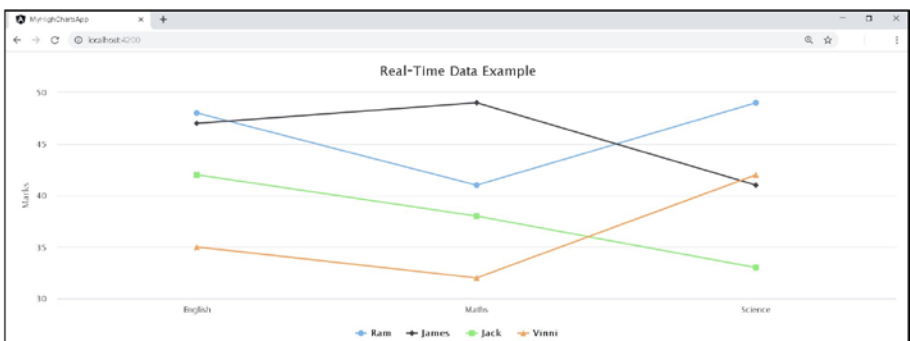 MyHighChartsApp
localhost:4200
Real-Time Data Example
50
45
40
35
30
Marks
English Maths Science
Ram James Jack Vinni